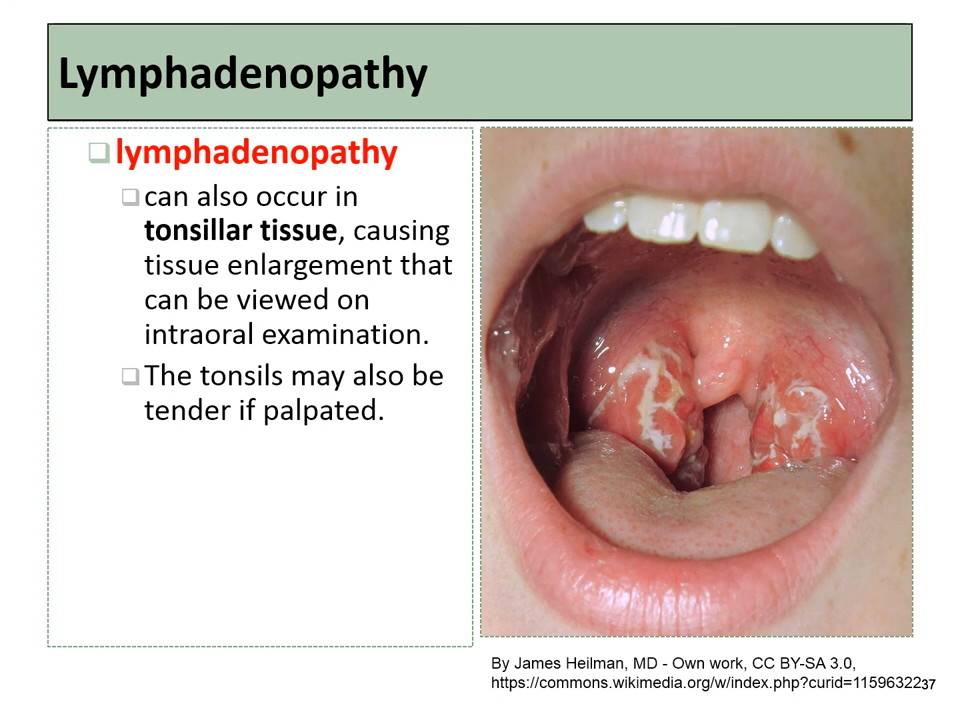 Lymphadenopathy
lymphadenopathy
can also occur in
tonsillar tissue, causing
tissue enlargement that
can be viewed on
intraoral examination.
The tonsils may also be
tender if palpated.
By James Heilman, MD - Own work, CC BY-SA 3.0,
https://commons.wikimedia.org/w/index.php?curid=11596322
37